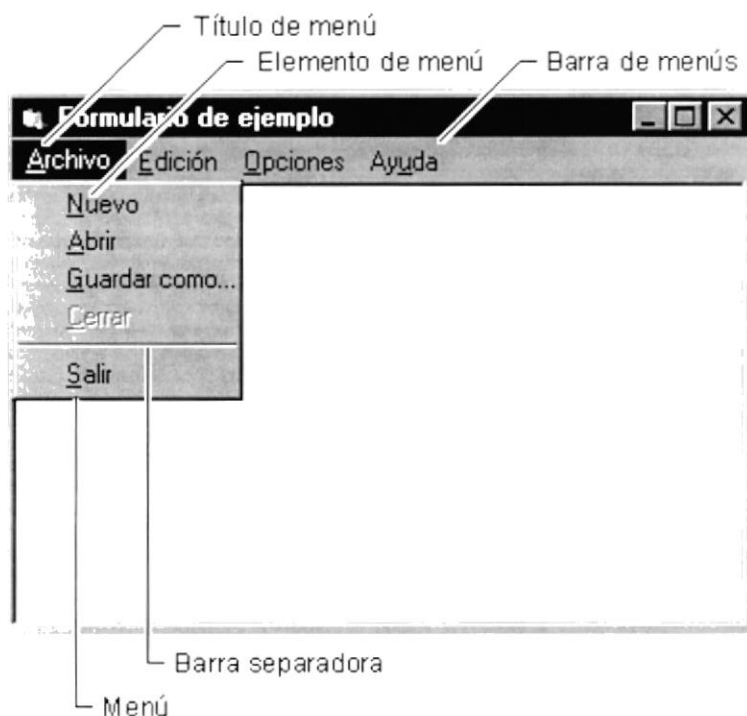 Título de menú
Elemento de menú
Barra de menús
Formulario de ejemplo
Archivo Edición Opciones Ayuda
Nuevo
Abrir
Guardar como...
Cerrar
Salir
Barra separadora
Menú